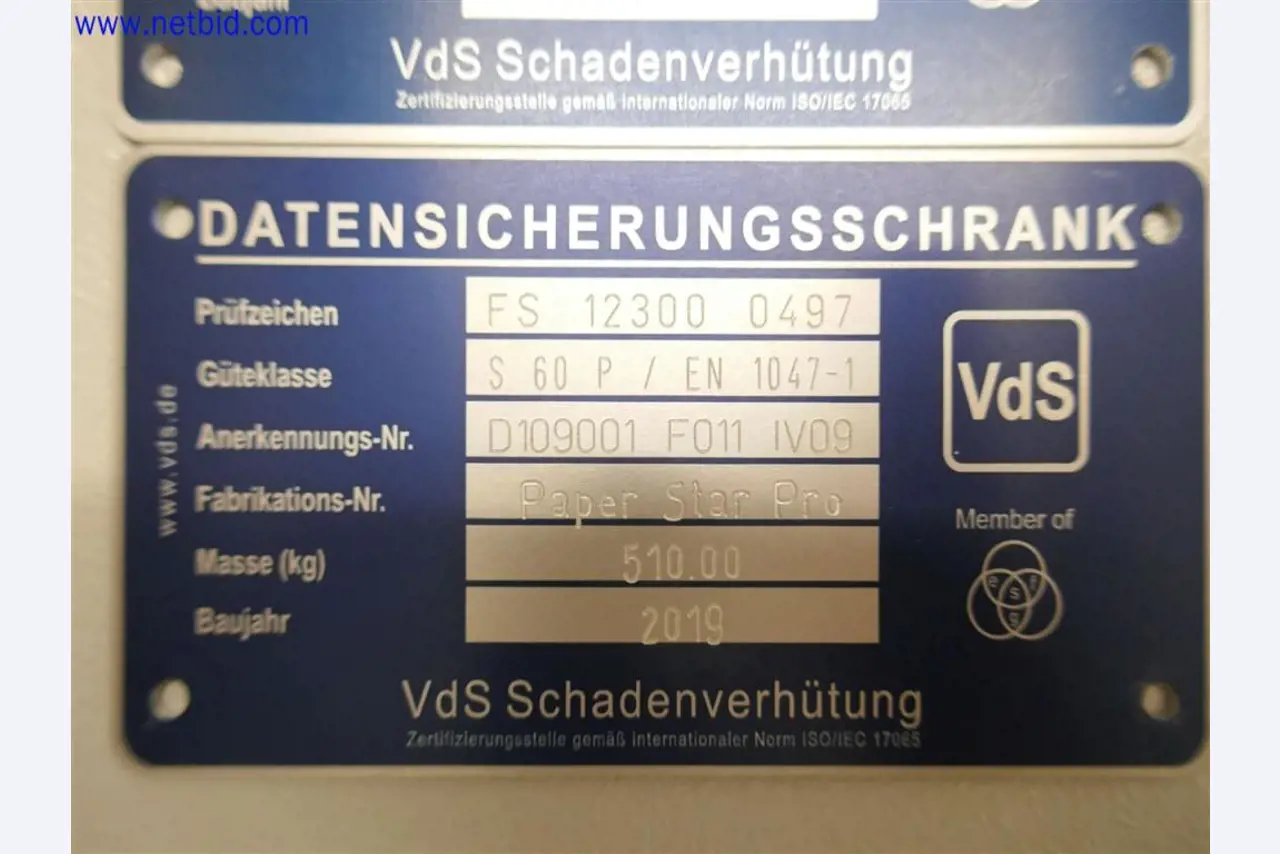 www.netbid.com
VdS Schadenverhütung
Zertifizierungsstelle gemäß internationaler Norm ISO/IEC 17065
DATENSICHERUNGSSCHRANK
Prüfzeichen FS 12300 0497
Güteklasse S 60 P / EN 1047-1
Anerkennungs-Nr. D109001 F011 IV09
Fabrikations-Nr. Paper Star Pro
Masse (kg) 510.00
Baujahr 2019
www.vds.de
VdS
Member of
VdS Schadenverhütung
Zertifizierungsstelle gemäß internationaler Norm ISO/IEC 17065